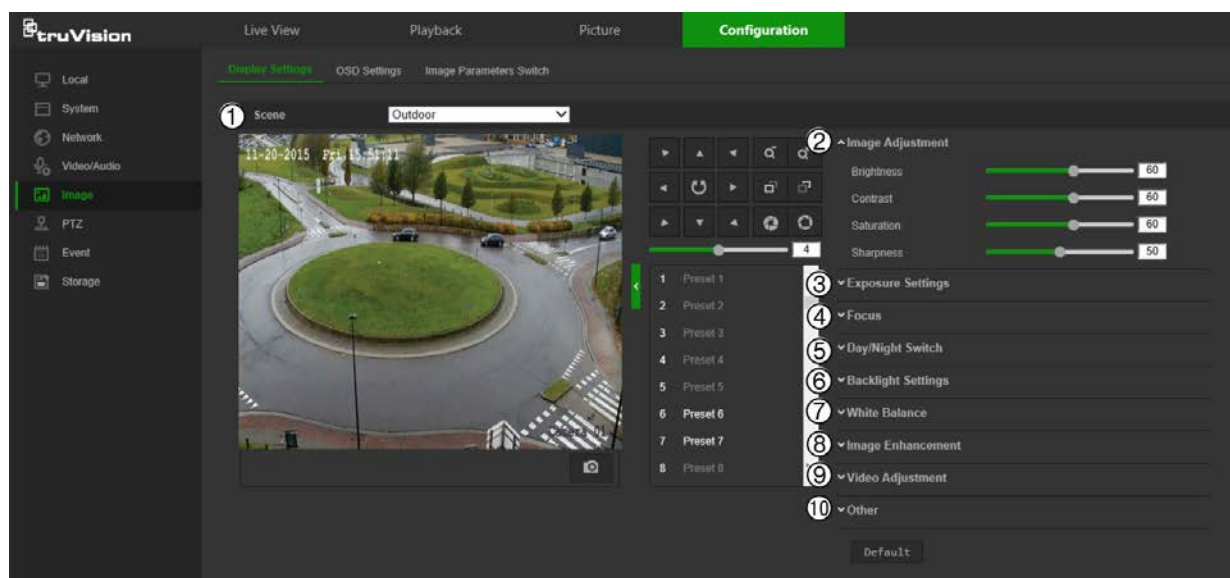 truVision
Live View
Playback
Picture
Configuration
Local
System
Network
Video/Audio
Image
PTZ
Event
Storage
Display Settings
OSD Settings
Image Parameters Switch
1 Scene Outdoor
11-20-2015 Fri 15:51:11
Camera 01
4
1 Preset 1
2 Preset 2
3 Preset 3
4 Preset 4
5 Preset 5
6 Preset 6
7 Preset 7
8 Preset 8
2 Image Adjustment
Brightness 60
Contrast 60
Saturation 60
Sharpness 50
3 Exposure Settings
4 Focus
5 Day/Night Switch
6 Backlight Settings
7 White Balance
8 Image Enhancement
9 Video Adjustment
10 Other
Default